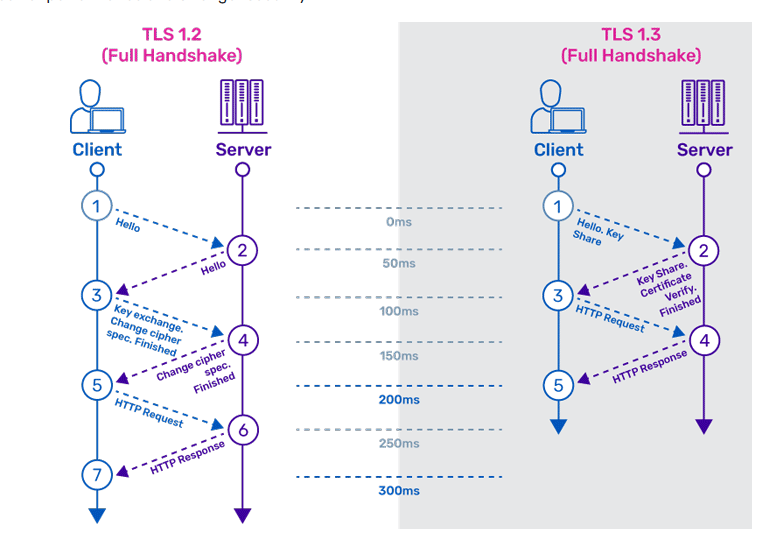 TLS 1.2
(Full Handshake)
Client
Server
1
Hello
2
Hello
3
Key exchange.
Change cipher
spec. Finished
4
Change cipher
spec.
Finished
5
HTTP Request
6
HTTP Response
7
0ms
50ms
100ms
150ms
200ms
250ms
300ms
TLS 1.3
(Full Handshake)
Client
Server
1
Hello. Key
Share
2
Key Share.
Certificate
Verify.
Finished
3
HTTP Request
4
HTTP Response
5